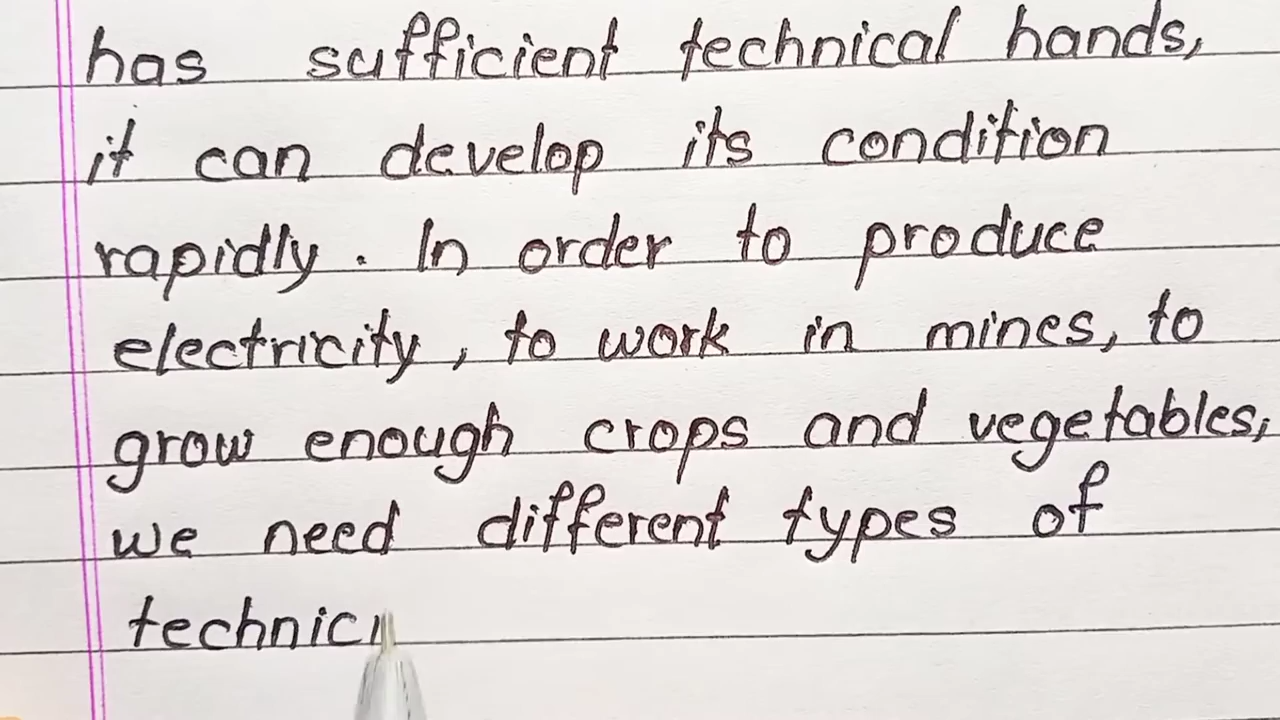 has sufficient technical hands,
it can develop its condition
rapidly. In order to produce
electricity, to work in mines, to
grow enough crops and vegetables,
we need different types of
technici